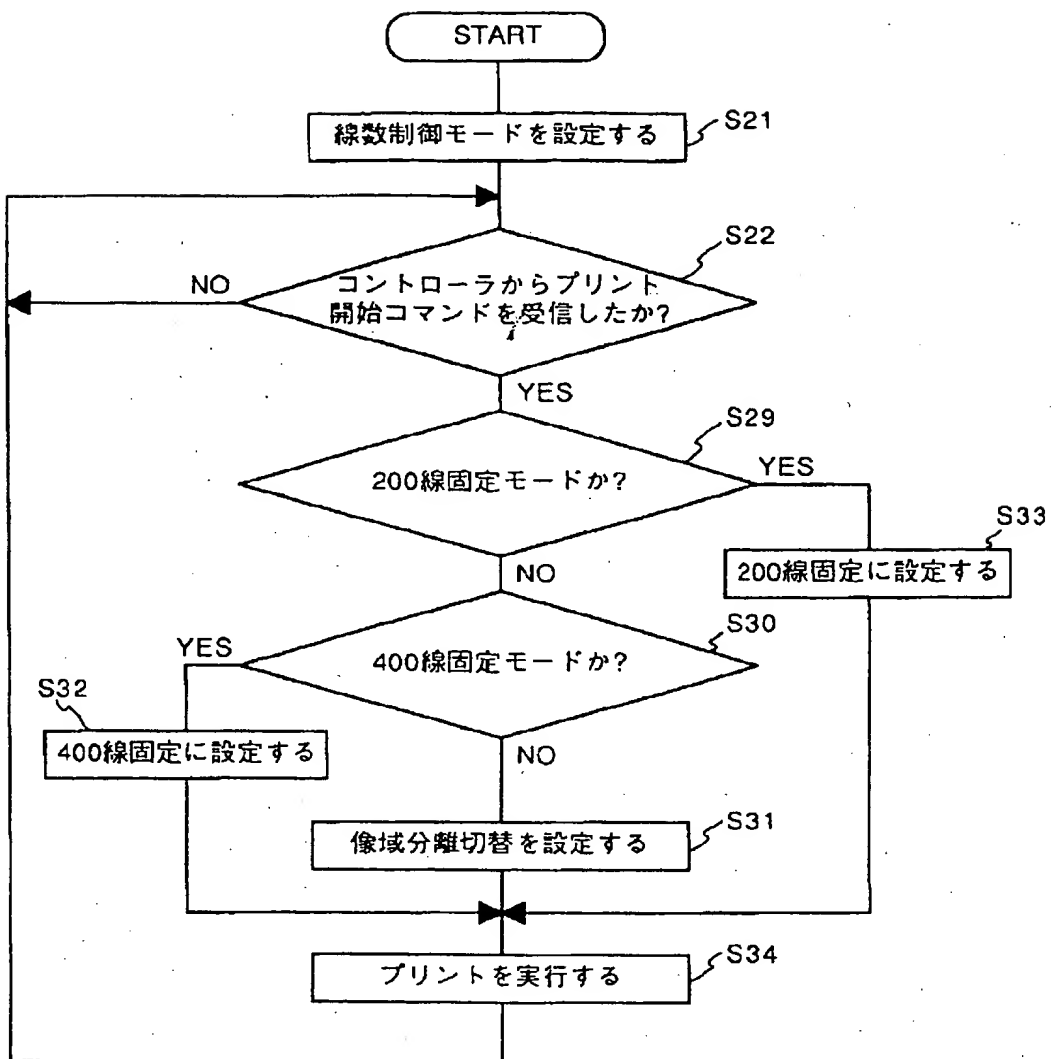 START
線数制御モードを設定する
S21
S22
NO
コントローラからプリント
開始コマンドを受信したか?
YES
S29
200線固定モードか?
YES
S33
200線固定に設定する
NO
S30
YES
400線固定モードか?
S32
400線固定に設定する
NO
S31
像域分離切替を設定する
S34
プリントを実行する